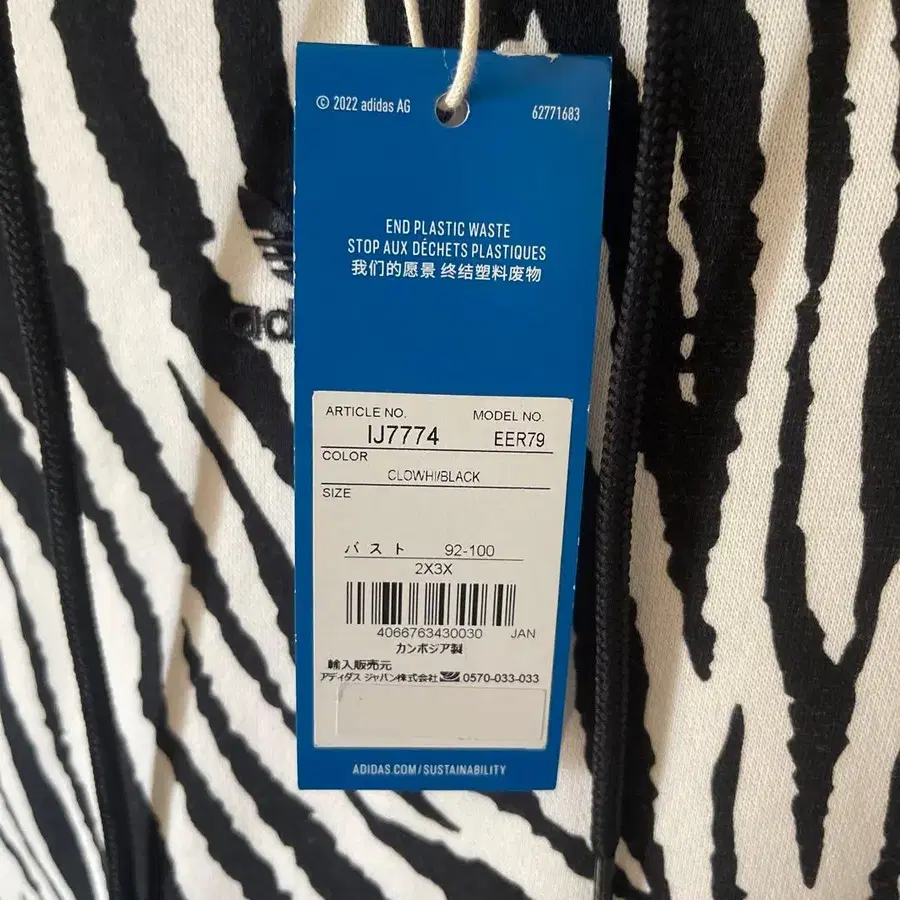 © 2022 adidas AG
62771683
END PLASTIC WASTE
STOP AUX DÉCHETS PLASTIQUES
我们的愿景 终结塑料废物
ad
ARTICLE NO. MODEL NO.
IJ7774 EER79
COLOR
CLOWHI/BLACK
SIZE
バスト 92-100
2X3X
4066763430030 JAN
カンボジア製
輸入販売元
アディダス ジャパン株式会社 0570-033-033
ADIDAS.COM/SUSTAINABILITY